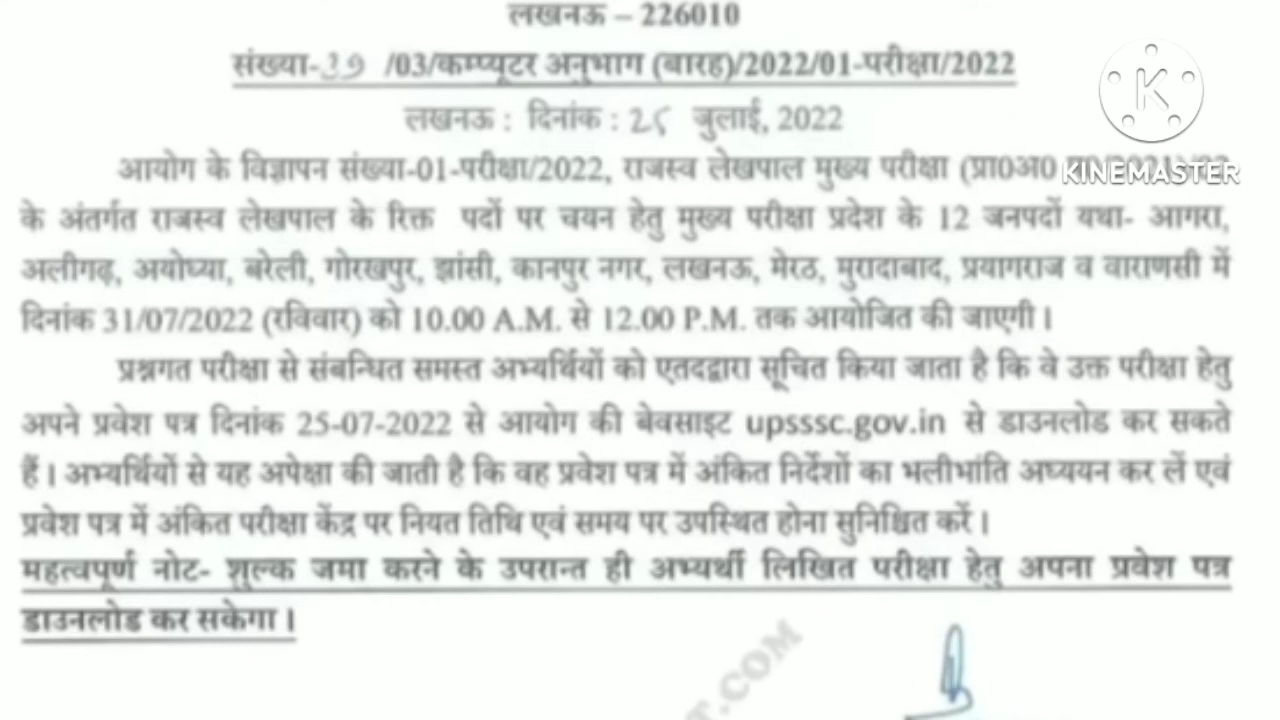 लखनऊ – 226010
संख्या-39 /03/कम्प्यूटर अनुभाग (बारह)/2022/01-परीक्षा/2022
लखनऊ : दिनांक : 25 जुलाई, 2022
आयोग के विज्ञापन संख्या-01-परीक्षा/2022, राजस्व लेखपाल मुख्य परीक्षा (प्रा0अ0
के अंतर्गत राजस्व लेखपाल के रिक्त पदों पर चयन हेतु मुख्य परीक्षा प्रदेश के 12 जनपदों यथा- आगरा,
अलीगढ़, अयोध्या, बरेली, गोरखपुर, झांसी, कानपुर नगर, लखनऊ, मेरठ, मुरादाबाद, प्रयागराज व वाराणसी में
दिनांक 31/07/2022 (रविवार) को 10.00 A.M. से 12.00 P.M. तक आयोजित की जाएगी।
प्रश्नगत परीक्षा से संबन्धित समस्त अभ्यर्थियों को एतदद्वारा सूचित किया जाता है कि वे उक्त परीक्षा हेतु
अपने प्रवेश पत्र दिनांक 25-07-2022 से आयोग की बेवसाइट upsssc.gov.in से डाउनलोड कर सकते
हैं। अभ्यर्थियों से यह अपेक्षा की जाती है कि वह प्रवेश पत्र में अंकित निर्देशों का भलीभांति अध्ययन कर लें एवं
प्रवेश पत्र में अंकित परीक्षा केंद्र पर नियत तिथि एवं समय पर उपस्थित होना सुनिश्चित करें।
महत्वपूर्ण नोट- शुल्क जमा करने के उपरान्त ही अभ्यर्थी लिखित परीक्षा हेतु अपना प्रवेश पत्र
डाउनलोड कर सकेगा।
K
KINEMASTER
T.COM